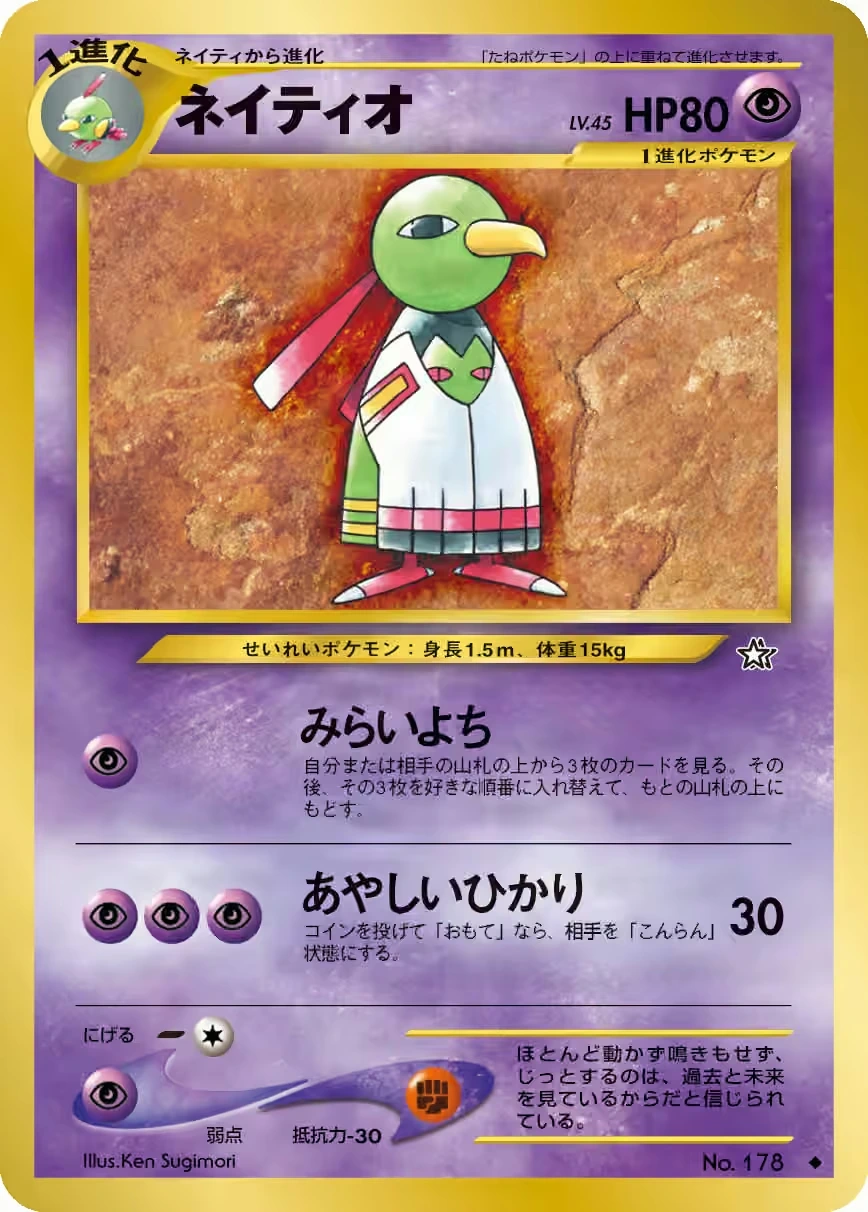 1進化
ネイティから進化
「たねポケモン」の上に重ねて進化させます。
ネイティオ
LV.45 HP80
1進化ポケモン
せいれいポケモン：身長1.5m、体重15kg
みらいよち
自分または相手の山札の上から3枚のカードを見る。その
後、その3枚を好きな順番に入れ替えて、もとの山札の上に
もどす。
あやしいひかり
30
コインを投げて「おもて」なら、相手を「こんらん」
状態にする。
にげる
弱点
抵抗力-30
ほとんど動かず鳴きもせず、
じっとするのは、過去と未来
を見ているからだと信じられ
ている。
Illus.Ken Sugimori
No. 178